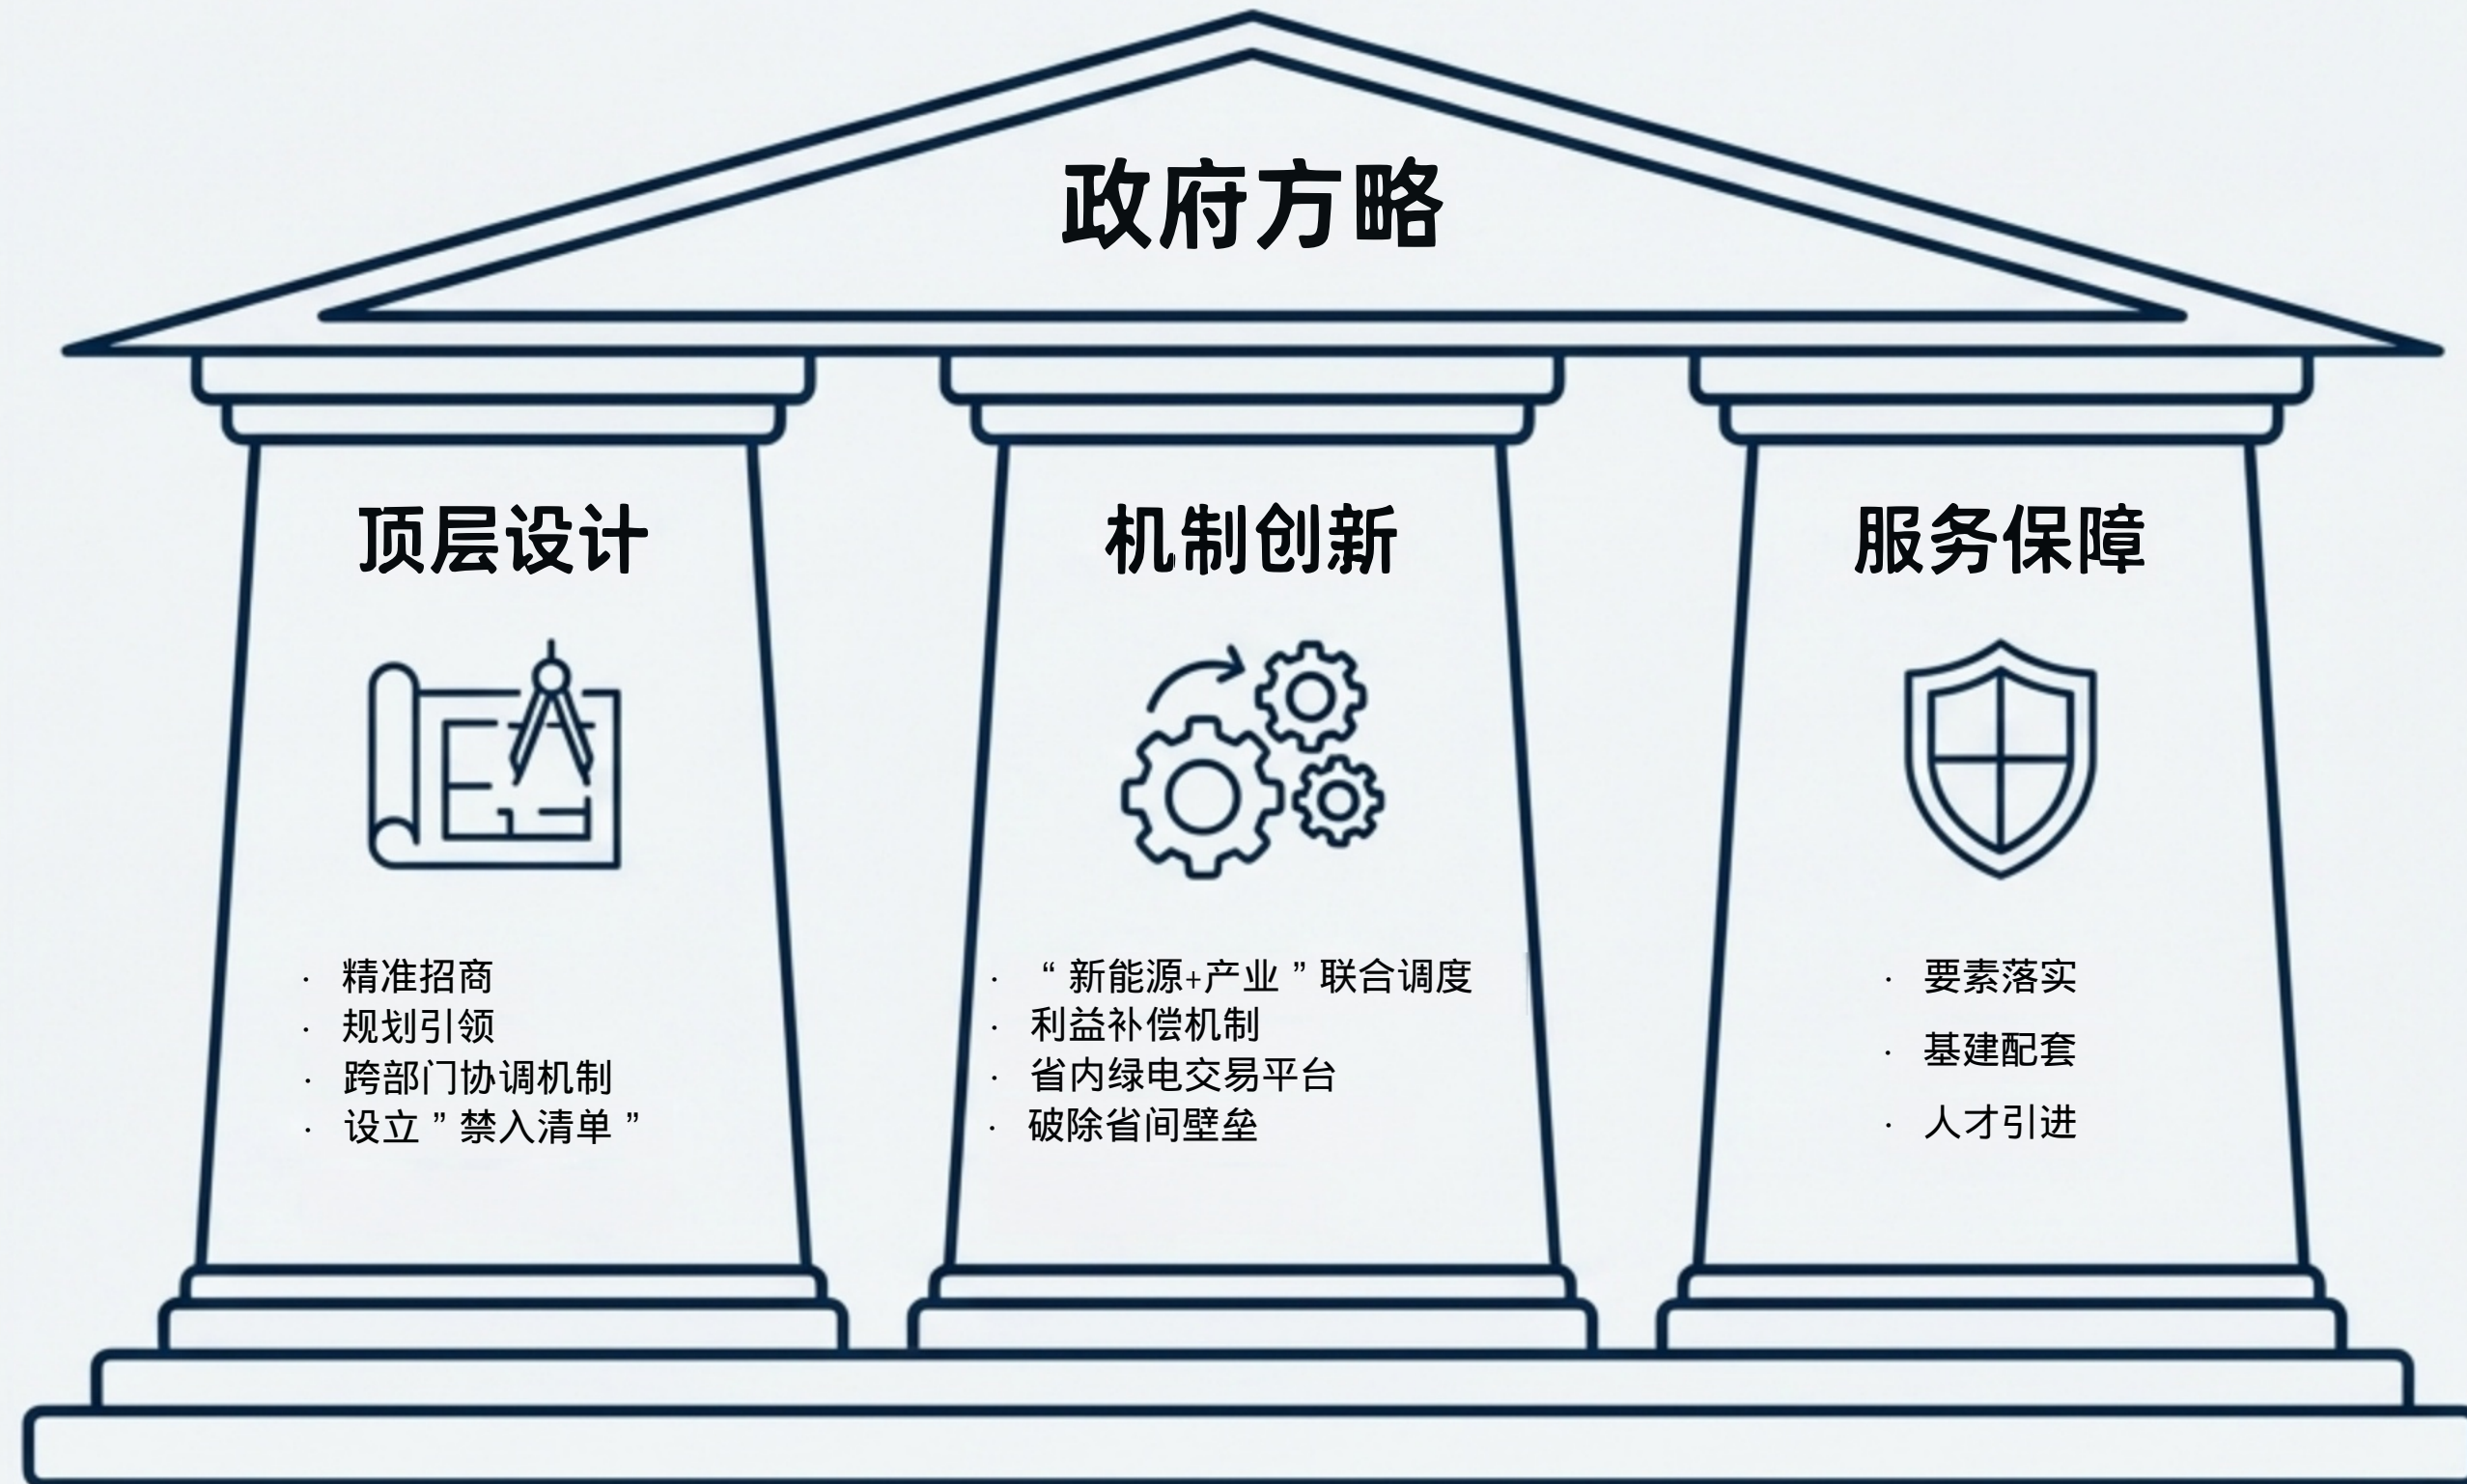 政府方略
顶层设计
· 精准招商
· 规划引领
· 跨部门协调机制
· 设立 ” 禁入清单 ”
机制创新
· “ 新能源+产业 ” 联合调度
· 利益补偿机制
· 省内绿电交易平台
· 破除省间壁垒
服务保障
· 要素落实
· 基建配套
· 人才引进